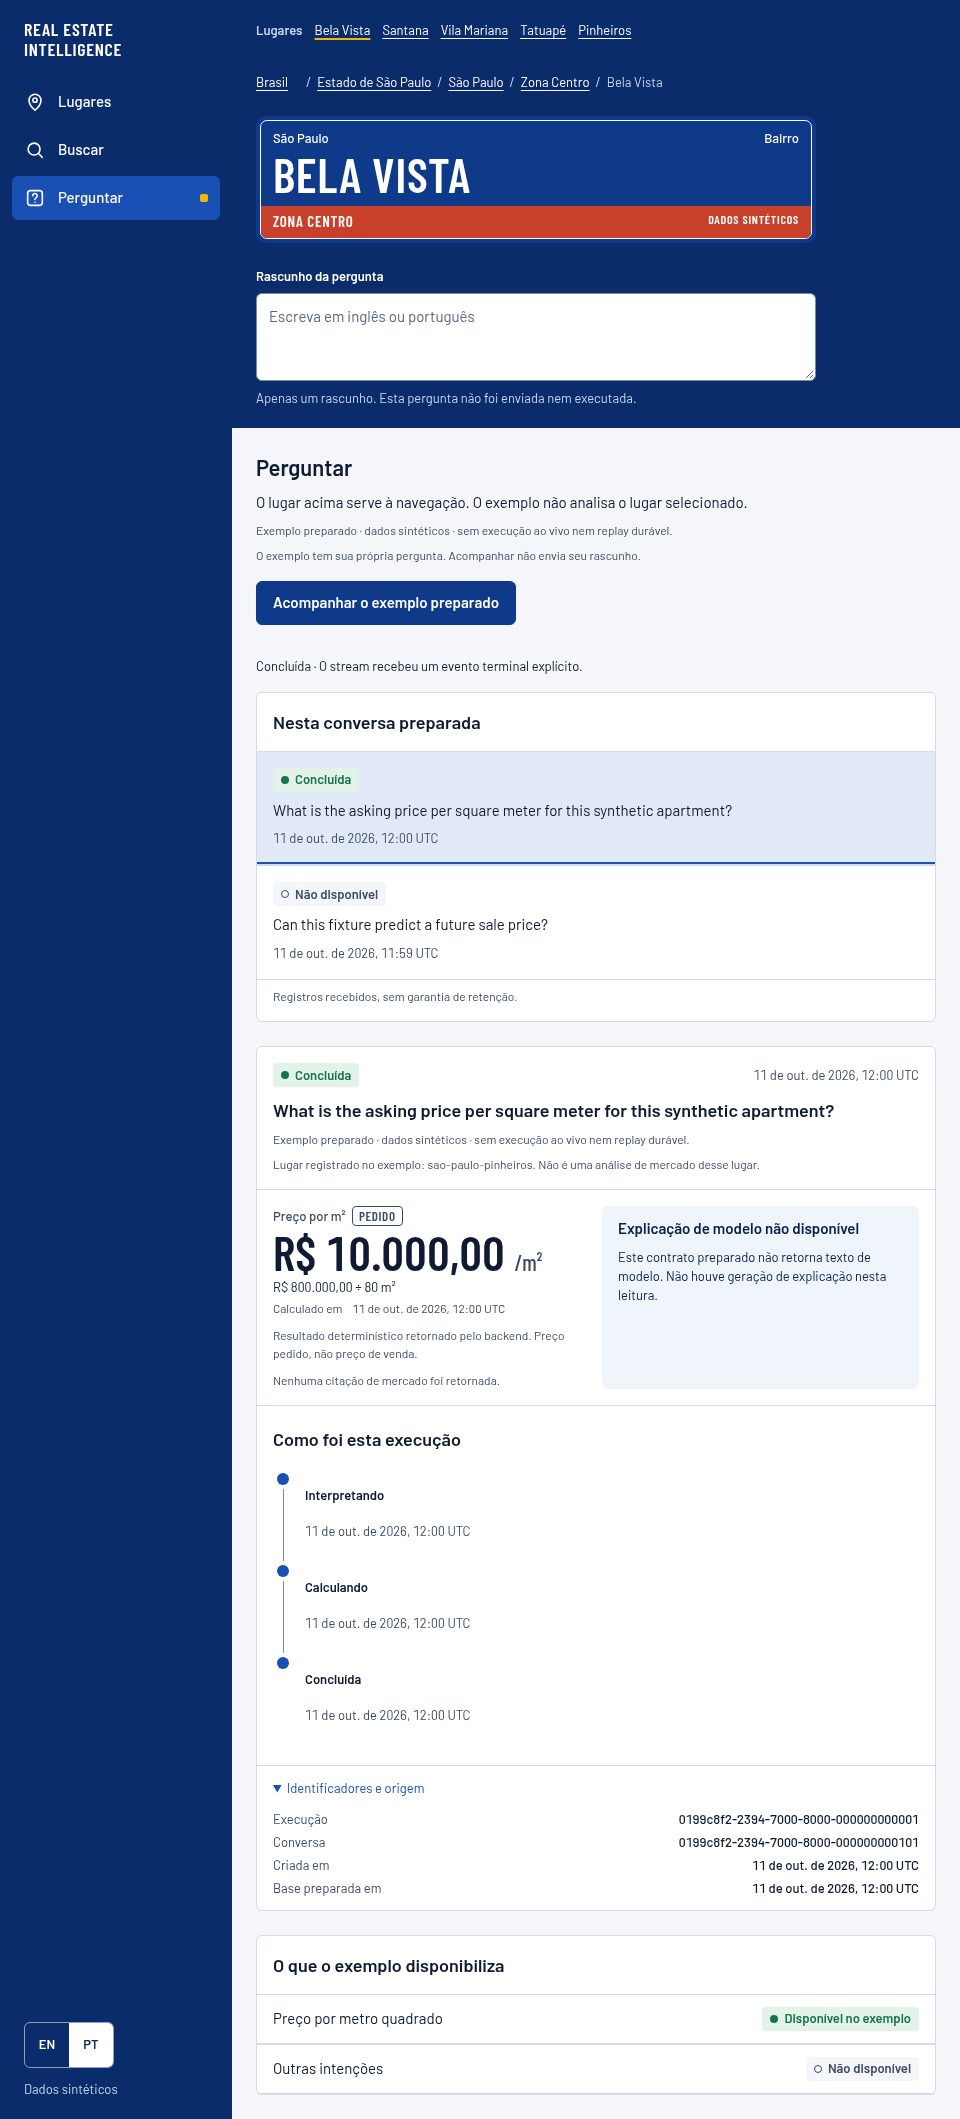 REAL ESTATE
INTELLIGENCE
Lugares
Buscar
Perguntar
Lugares Bela Vista Santana Vila Mariana Tatuapé Pinheiros
Brasil / Estado de São Paulo / São Paulo / Zona Centro / Bela Vista
São Paulo Bairro
BELA VISTA
ZONA CENTRO DADOS SINTÉTICOS
Rascunho da pergunta
Escreva em inglês ou português
Apenas um rascunho. Esta pergunta não foi enviada nem executada.
Perguntar
O lugar acima serve à navegação. O exemplo não analisa o lugar selecionado.
Exemplo preparado · dados sintéticos · sem execução ao vivo nem replay durável.
O exemplo tem sua própria pergunta. Acompanhar não envia seu rascunho.
Acompanhar o exemplo preparado
Concluída · O stream recebeu um evento terminal explícito.
Nesta conversa preparada
Concluída
What is the asking price per square meter for this synthetic apartment?
11 de out. de 2026, 12:00 UTC
Não disponível
Can this fixture predict a future sale price?
11 de out. de 2026, 11:59 UTC
Registros recebidos, sem garantia de retenção.
Concluída 11 de out. de 2026, 12:00 UTC
What is the asking price per square meter for this synthetic apartment?
Exemplo preparado · dados sintéticos · sem execução ao vivo nem replay durável.
Lugar registrado no exemplo: sao-paulo-pinheiros. Não é uma análise de mercado desse lugar.
Preço por m² PEDIDO
R$ 10.000,00 /m²
R$ 800.000,00 ÷ 80 m²
Calculado em 11 de out. de 2026, 12:00 UTC
Resultado determinístico retornado pelo backend. Preço
pedido, não preço de venda.
Nenhuma citação de mercado foi retornada.
Explicação de modelo não disponível
Este contrato preparado não retorna texto de
modelo. Não houve geração de explicação nesta
leitura.
Como foi esta execução
Interpretando
11 de out. de 2026, 12:00 UTC
Calculando
11 de out. de 2026, 12:00 UTC
Concluída
11 de out. de 2026, 12:00 UTC
Identificadores e origem
Execução 0199c8f2-2394-7000-8000-000000000001
Conversa 0199c8f2-2394-7000-8000-000000000101
Criada em 11 de out. de 2026, 12:00 UTC
Base preparada em 11 de out. de 2026, 12:00 UTC
O que o exemplo disponibiliza
Preço por metro quadrado Disponível no exemplo
Outras intenções Não disponível
EN PT
Dados sintéticos